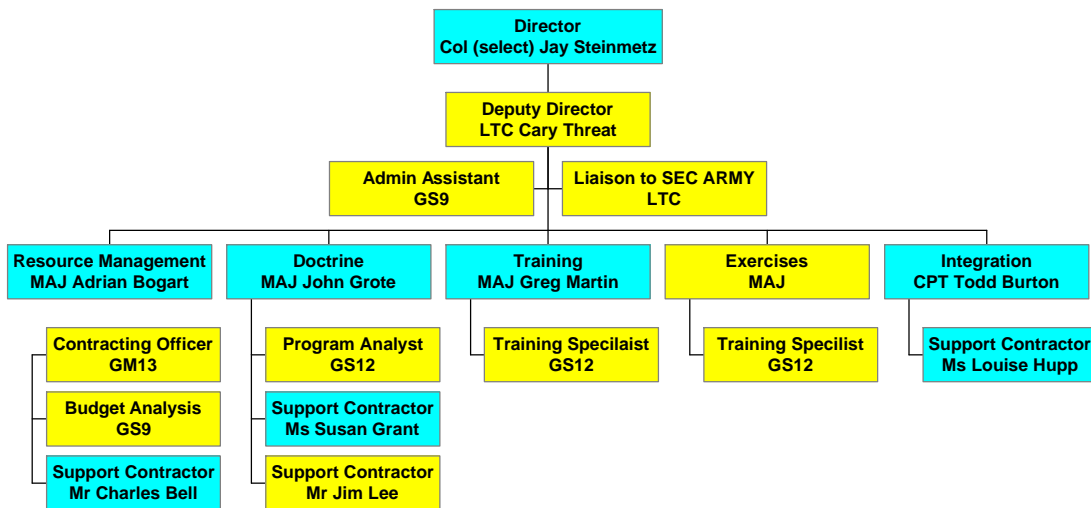 Director
Col (select) Jay Steinmetz
Deputy Director
LTC Cary Threat
Admin Assistant
GS9
Liaison to SEC ARMY
LTC
Resource Management
MAJ Adrian Bogart
Doctrine
MAJ John Grote
Training
MAJ Greg Martin
Exercises
MAJ
Integration
CPT Todd Burton
Contracting Officer
GM13
Program Analyst
GS12
Training Specilaist
GS12
Training Specilist
GS12
Support Contractor
Ms Louise Hupp
Budget Analysis
GS9
Support Contractor
Ms Susan Grant
Support Contractor
Mr Charles Bell
Support Contractor
Mr Jim Lee